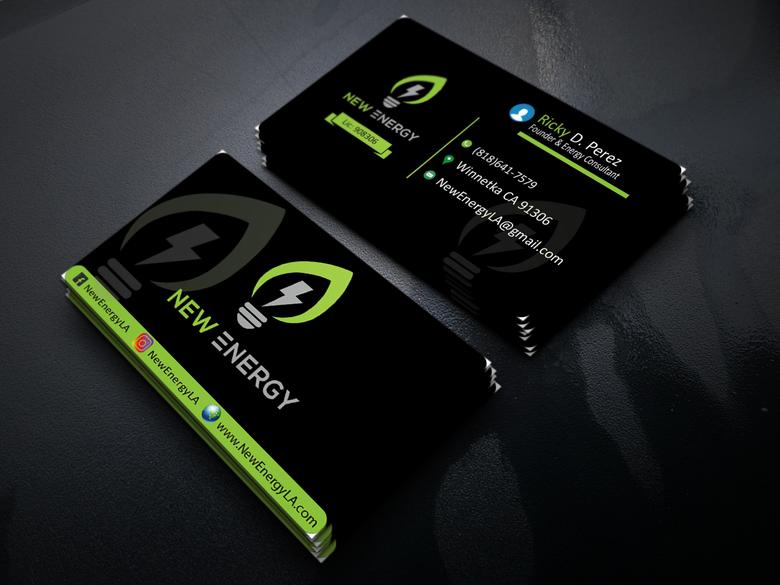 NEW ENERGY
Lic: 908306
Ricky D. Perez
Founder & Energy Consultant
(818)641-7579
Winnetka CA 91306
NewEnergyLA@gmail.com
NEW ENERGY
NewEnergyLA
NewEnergyLA
www.NewEnergyLA.com